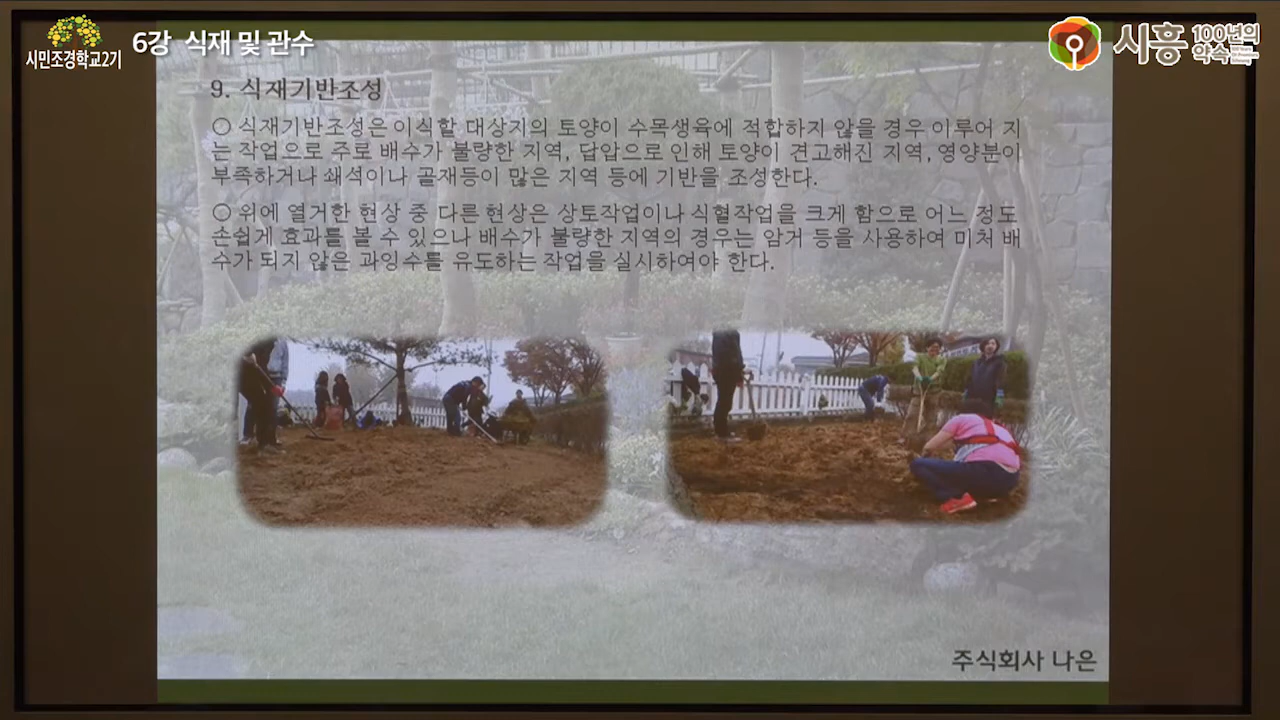 시민조경학교2기
6강 식재 및 관수
시흥 100년의 약속
9. 식재기반조성
○ 식재기반조성은 이식할 대상지의 토양이 수목생육에 적합하지 않을 경우 이루어 지
는 작업으로 주로 배수가 불량한 지역, 답압으로 인해 토양이 견고해진 지역, 영양분이
부족하거나 쇄석이나 골재등이 많은 지역 등에 기반을 조성한다.
○ 위에 열거한 현상 중 다른 현상은 상토작업이나 식혈작업을 크게 함으로 어느 정도
손쉽게 효과를 볼 수 있으나 배수가 불량한 지역의 경우는 암거 등을 사용하여 미처 배
수가 되지 않은 과잉수를 유도하는 작업을 실시하여야 한다.
주식회사 나은